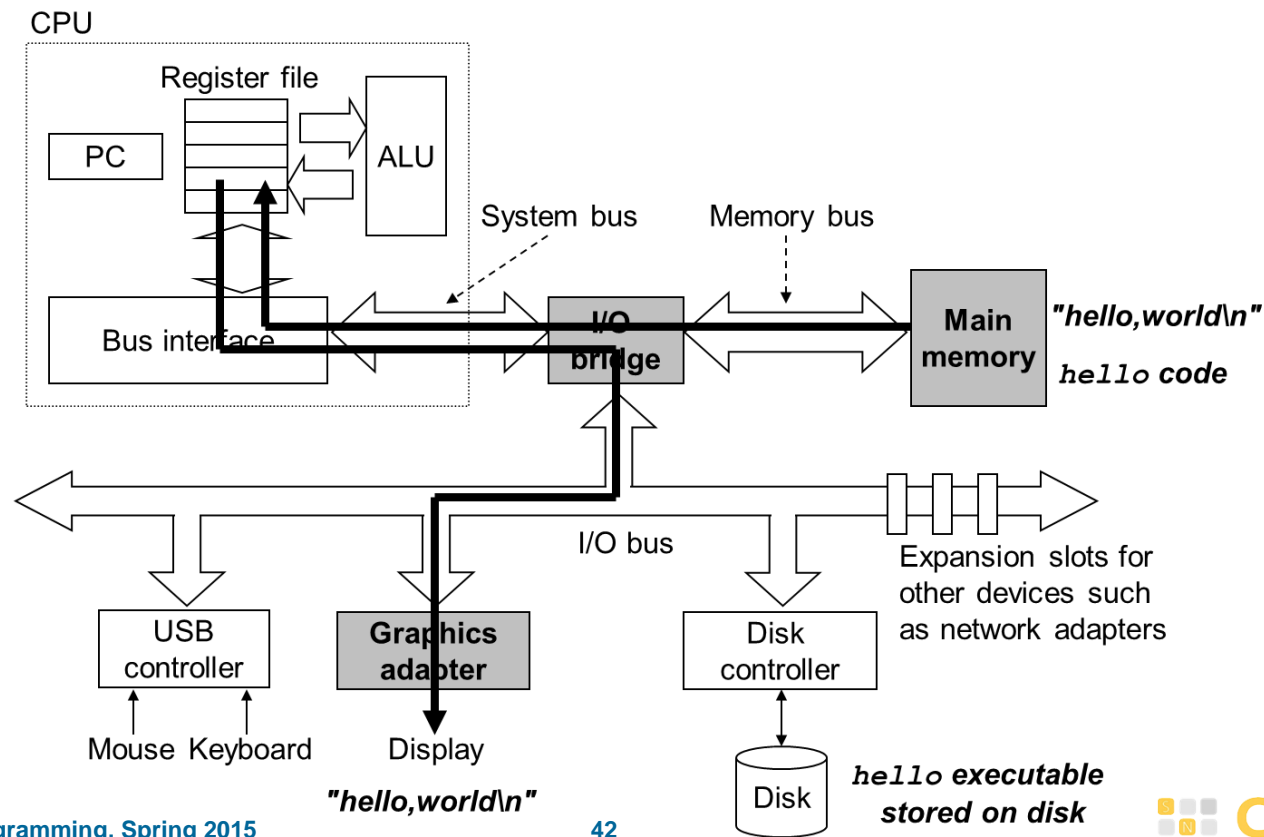 CPU
Register file
PC
ALU
System bus
Memory bus
Bus interface
I/O
bridge
Main
memory
"hello,world\n"
hello code
I/O bus
Expansion slots for
other devices such
as network adapters
USB
controller
Graphics
adapter
Disk
controller
Mouse Keyboard
Display
"hello,world\n"
Disk
hello executable
stored on disk
gramming, Spring 2015
42
S
N